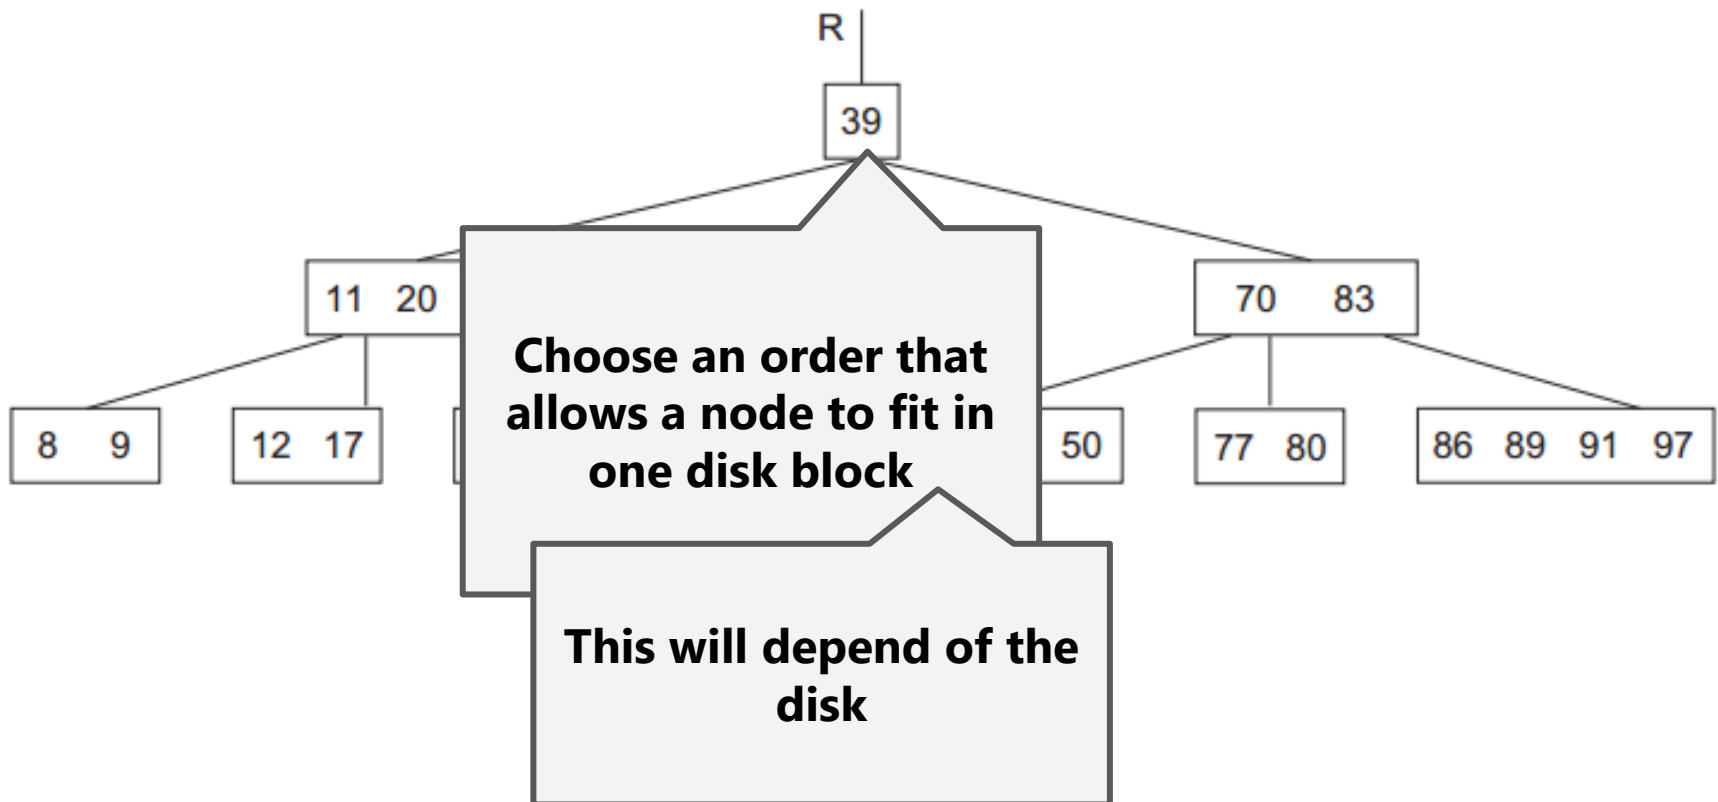 R
39
11 20
70 83
8 9
12 17
50
77 80
86 89 91 97
Choose an order that
allows a node to fit in
one disk block
This will depend of the
disk